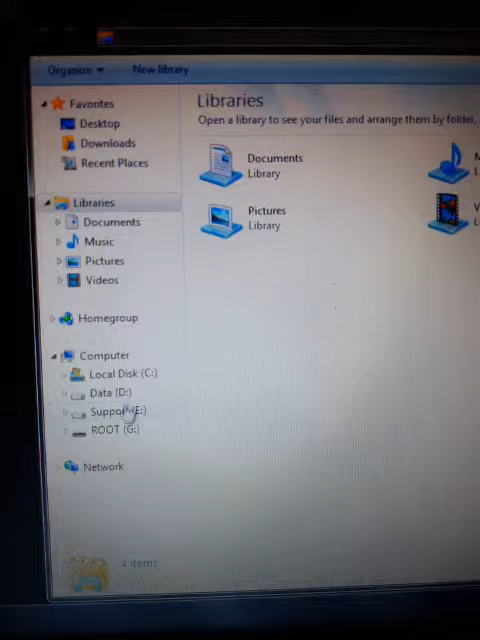 Organize
New library
Favorites
Desktop
Downloads
Recent Places
Libraries
Documents
Music
Pictures
Videos
Homegroup
Computer
Local Disk (C:)
Data (D:)
Support (E:)
ROOT (G:)
Network
Libraries
Open a library to see your files and arrange them by folder,
Documents
Library
Pictures
Library
4 items